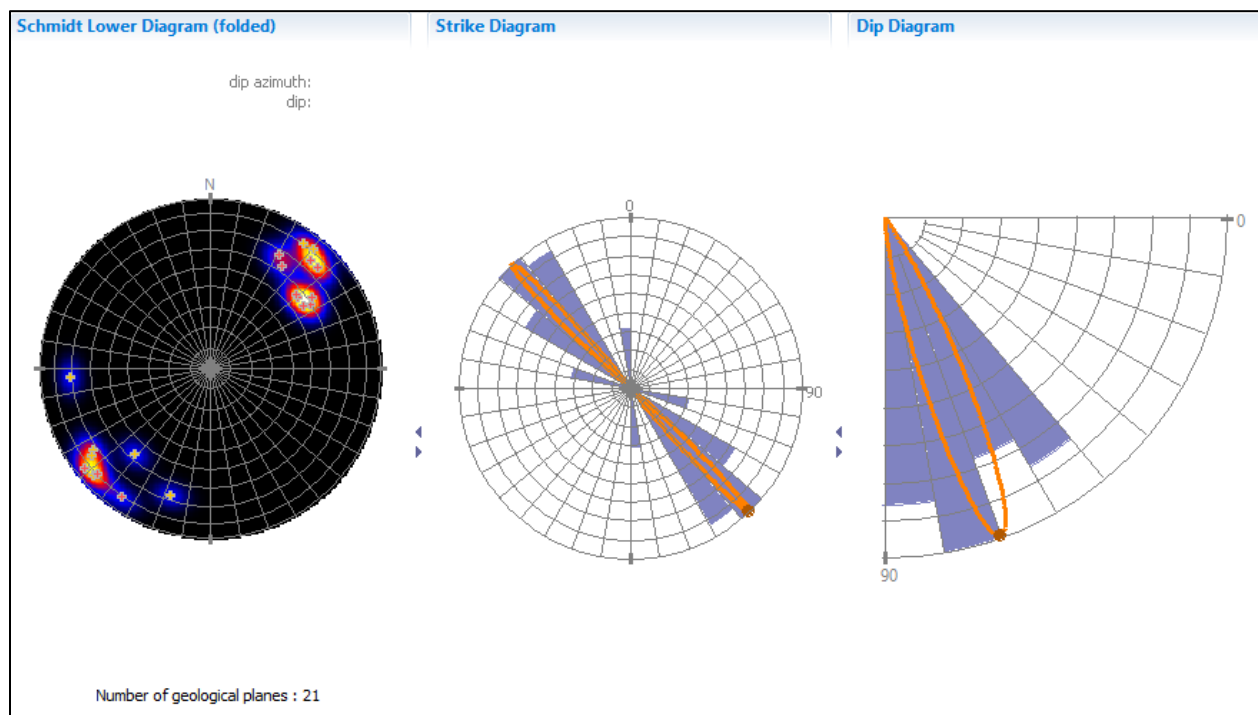 Schmidt Lower Diagram (folded)
Strike Diagram
Dip Diagram
dip azimuth:
dip:
N
0
90
0
90
Number of geological planes : 21